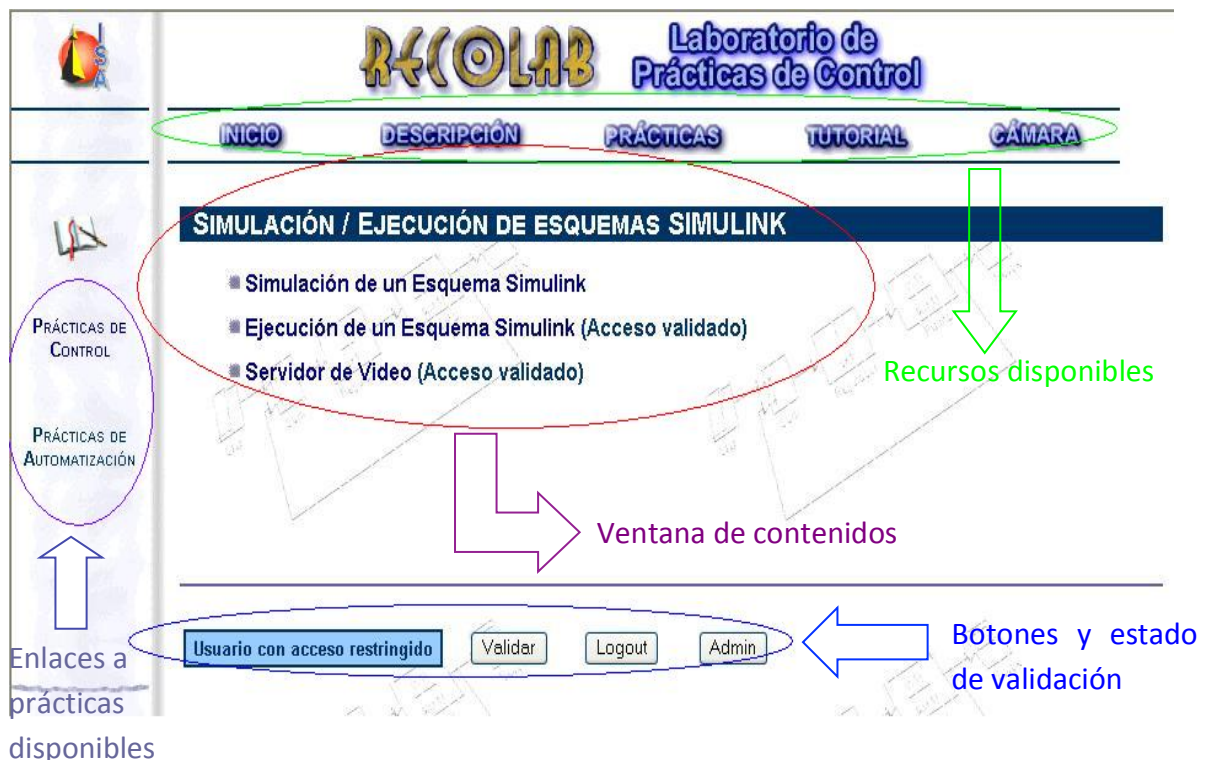 ISA
RECOLAB
Laboratorio de
Prácticas de Control
INICIO DESCRIPCIÓN PRÁCTICAS TUTORIAL CÁMARA
SIMULACIÓN / EJECUCIÓN DE ESQUEMAS SIMULINK
Simulación de un Esquema Simulink
Ejecución de un Esquema Simulink (Acceso validado)
Servidor de Video (Acceso validado)
PRÁCTICAS DE
CONTROL
PRÁCTICAS DE
AUTOMATIZACIÓN
Recursos disponibles
Ventana de contenidos
Usuario con acceso restringido Validar Logout Admin
Botones y estado
de validación
Enlaces a
prácticas
disponibles